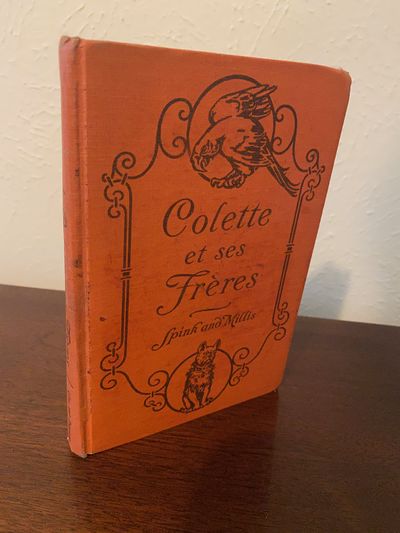 Colette
et ses
Frères
Spink and Millis